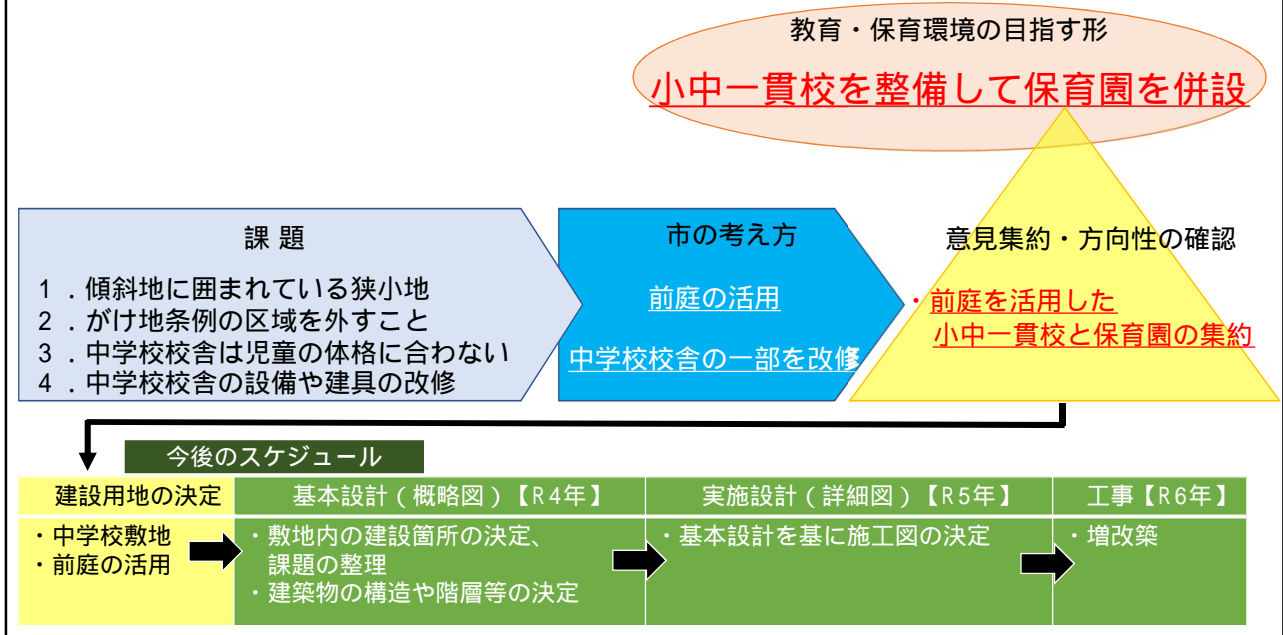 教育・保育環境の目指す形
小中一貫校を整備して保育園を併設
課 題
1．傾斜地に囲まれている狭小地
2．がけ地条例の区域を外すこと
3．中学校校舎は児童の体格に合わない
4．中学校校舎の設備や建具の改修
市の考え方
前庭の活用
中学校校舎の一部を改修
意見集約・方向性の確認
・前庭を活用した
小中一貫校と保育園の集約
今後のスケジュール
建設用地の決定
・中学校敷地
・前庭の活用
基本設計（概略図）【R4年】
・敷地内の建設箇所の決定、
課題の整理
・建築物の構造や階層等の決定
実施設計（詳細図）【R5年】
・基本設計を基に施工図の決定
工事【R6年】
・増改築